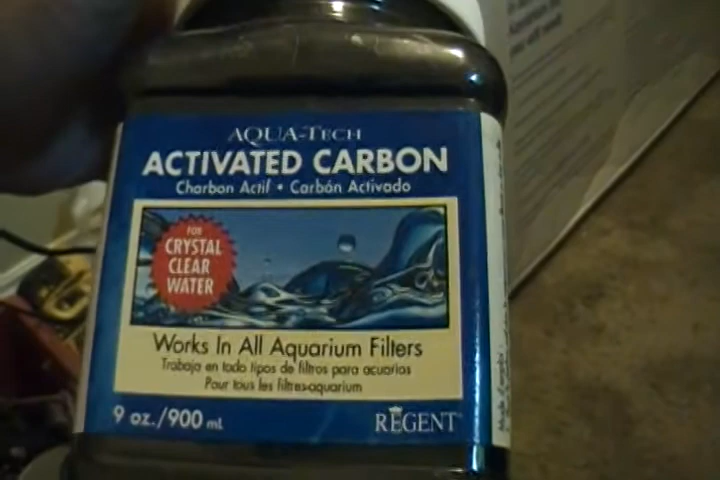 AQUA-TECH
ACTIVATED CARBON
Charbon Actif • Carbón Activado
FOR
CRYSTAL
CLEAR
WATER
Works In All Aquarium Filters
Trabaja en todo tipos de filtros para acuarios
Pour tous les filtres-aquarium
9 oz./900 mL
REGENT